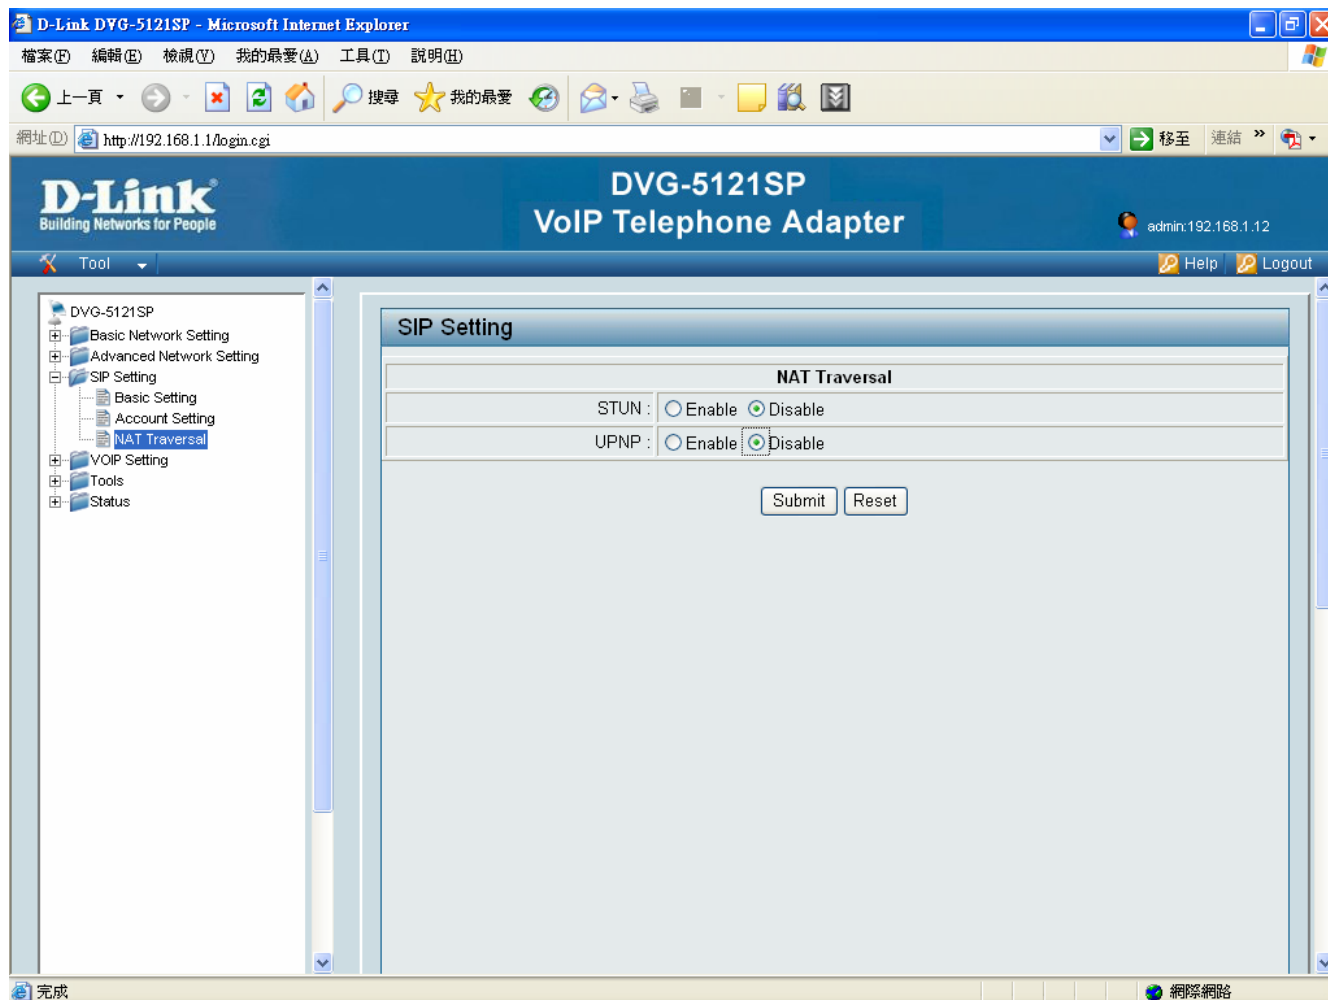 D-Link DVG-5121SP - Microsoft Internet Explorer
檔案(F) 編輯(E) 檢視(V) 我的最愛(A) 工具(T) 說明(H)
上一頁 搜尋 我的最愛
網址(D) http://192.168.1.1/login.cgi 移至 連結 »
D-Link®
Building Networks for People
DVG-5121SP
VoIP Telephone Adapter
admin:192.168.1.12
Tool Help Logout
DVG-5121SP
Basic Network Setting
Advanced Network Setting
SIP Setting
Basic Setting
Account Setting
NAT Traversal
VOIP Setting
Tools
Status
SIP Setting
NAT Traversal
STUN : Enable Disable
UPNP : Enable Disable
Submit Reset
完成 網際網路